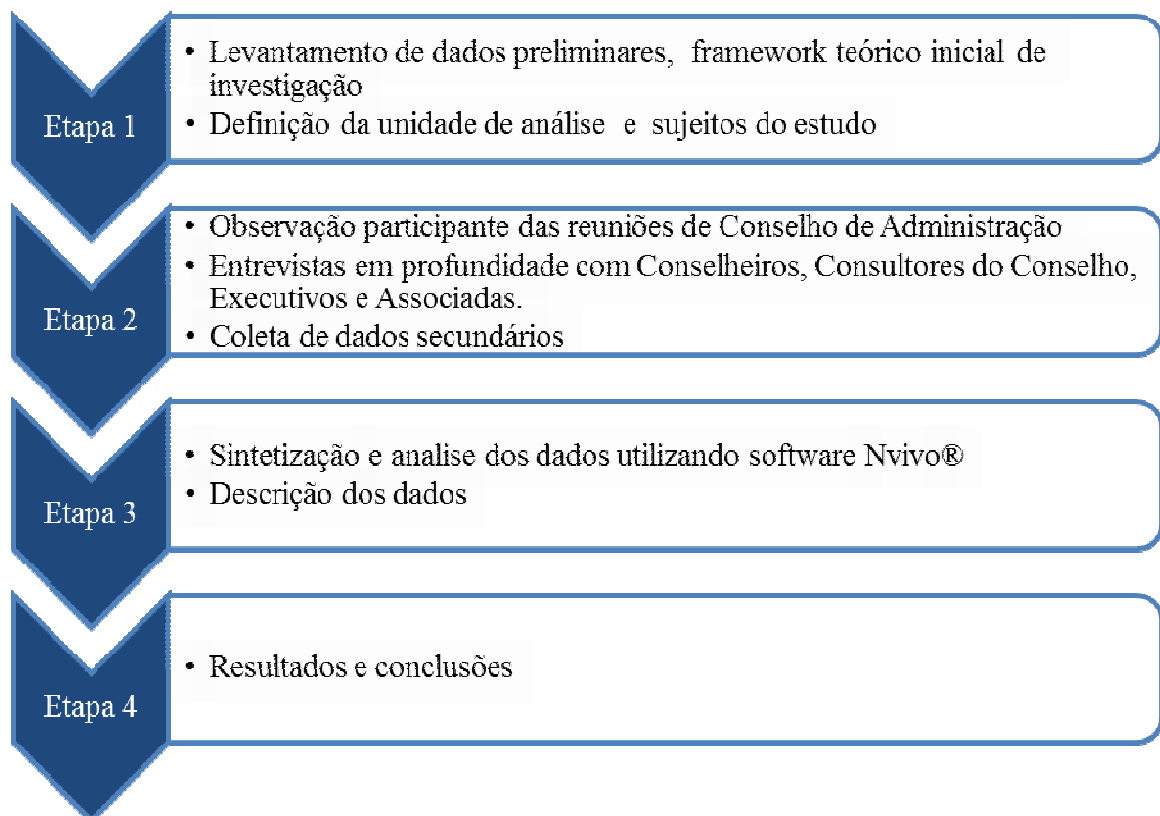 Etapa 1
• Levantamento de dados preliminares, framework teórico inicial de
investigação
• Definição da unidade de análise e sujeitos do estudo
Etapa 2
• Observação participante das reuniões de Conselho de Administração
• Entrevistas em profundidade com Conselheiros, Consultores do Conselho,
Executivos e Associadas.
• Coleta de dados secundários
Etapa 3
• Sintetização e analise dos dados utilizando software Nvivo®
• Descrição dos dados
Etapa 4
• Resultados e conclusões